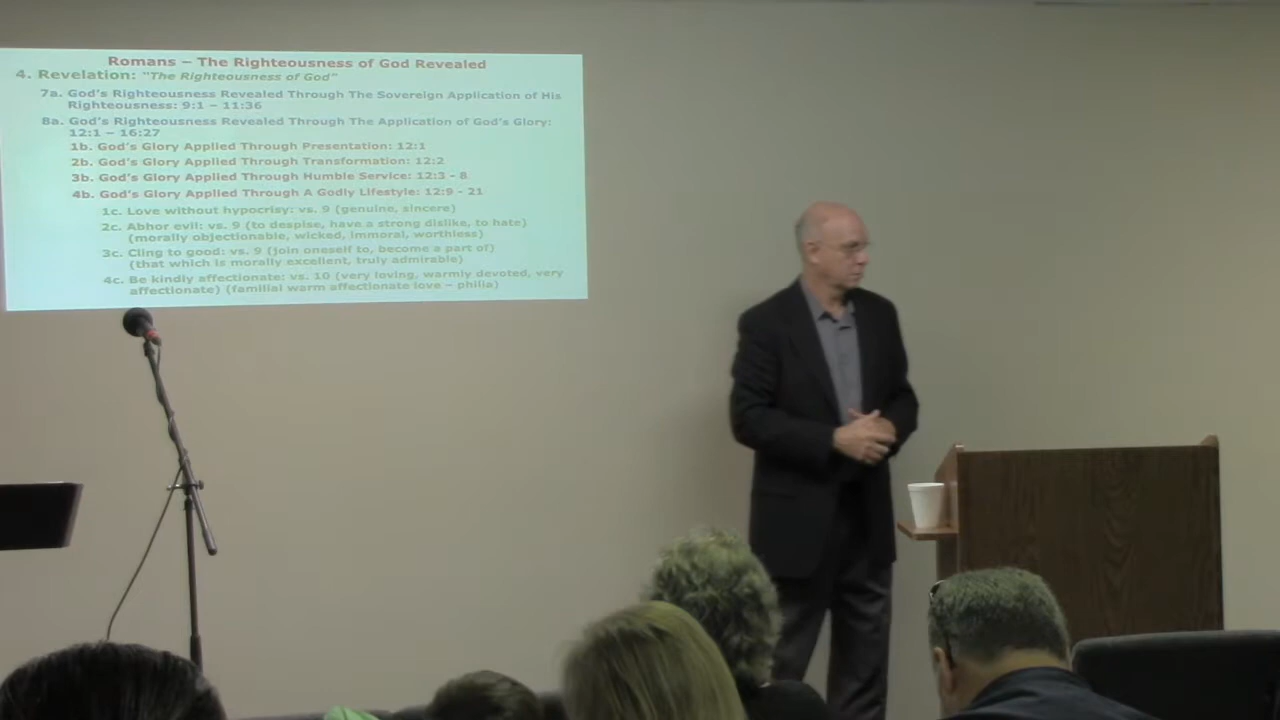 Romans – The Righteousness of God Revealed
4. Revelation: "The Righteousness of God"
7a. God's Righteousness Revealed Through The Sovereign Application of His
Righteousness: 9:1 – 11:36
8a. God's Righteousness Revealed Through The Application of God's Glory:
12:1 – 16:27
1b. God's Glory Applied Through Presentation: 12:1
2b. God's Glory Applied Through Transformation: 12:2
3b. God's Glory Applied Through Humble Service: 12:3 - 8
4b. God's Glory Applied Through A Godly Lifestyle: 12:9 - 21
1c. Love without hypocrisy: vs. 9 (genuine, sincere)
2c. Abhor evil: vs. 9 (to despise, have a strong dislike, to hate)
(morally objectionable, wicked, immoral, worthless)
3c. Cling to good: vs. 9 (join oneself to, become a part of)
(that which is morally excellent, truly admirable)
4c. Be kindly affectionate: vs. 10 (very loving, warmly devoted, very
affectionate) (familial warm affectionate love – philia)